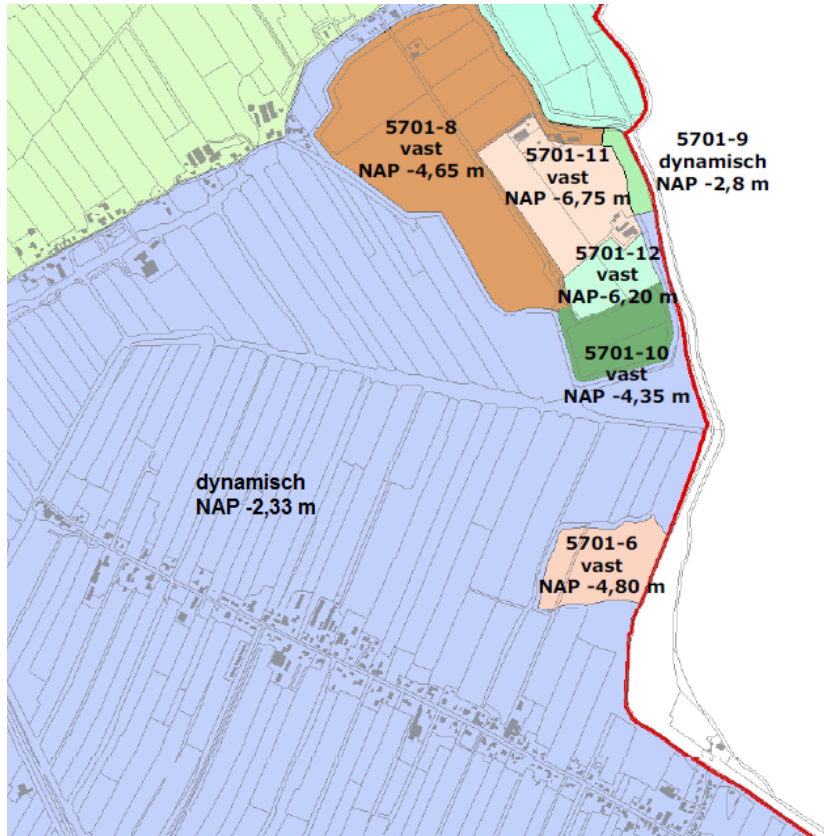 5701-8
vast
NAP -4,65 m
5701-11
vast
NAP -6,75 m
5701-9
dynamisch
NAP -2,8 m
5701-12
vast
NAP-6,20 m
5701-10
vast
NAP -4,35 m
dynamisch
NAP -2,33 m
5701-6
vast
NAP -4,80 m